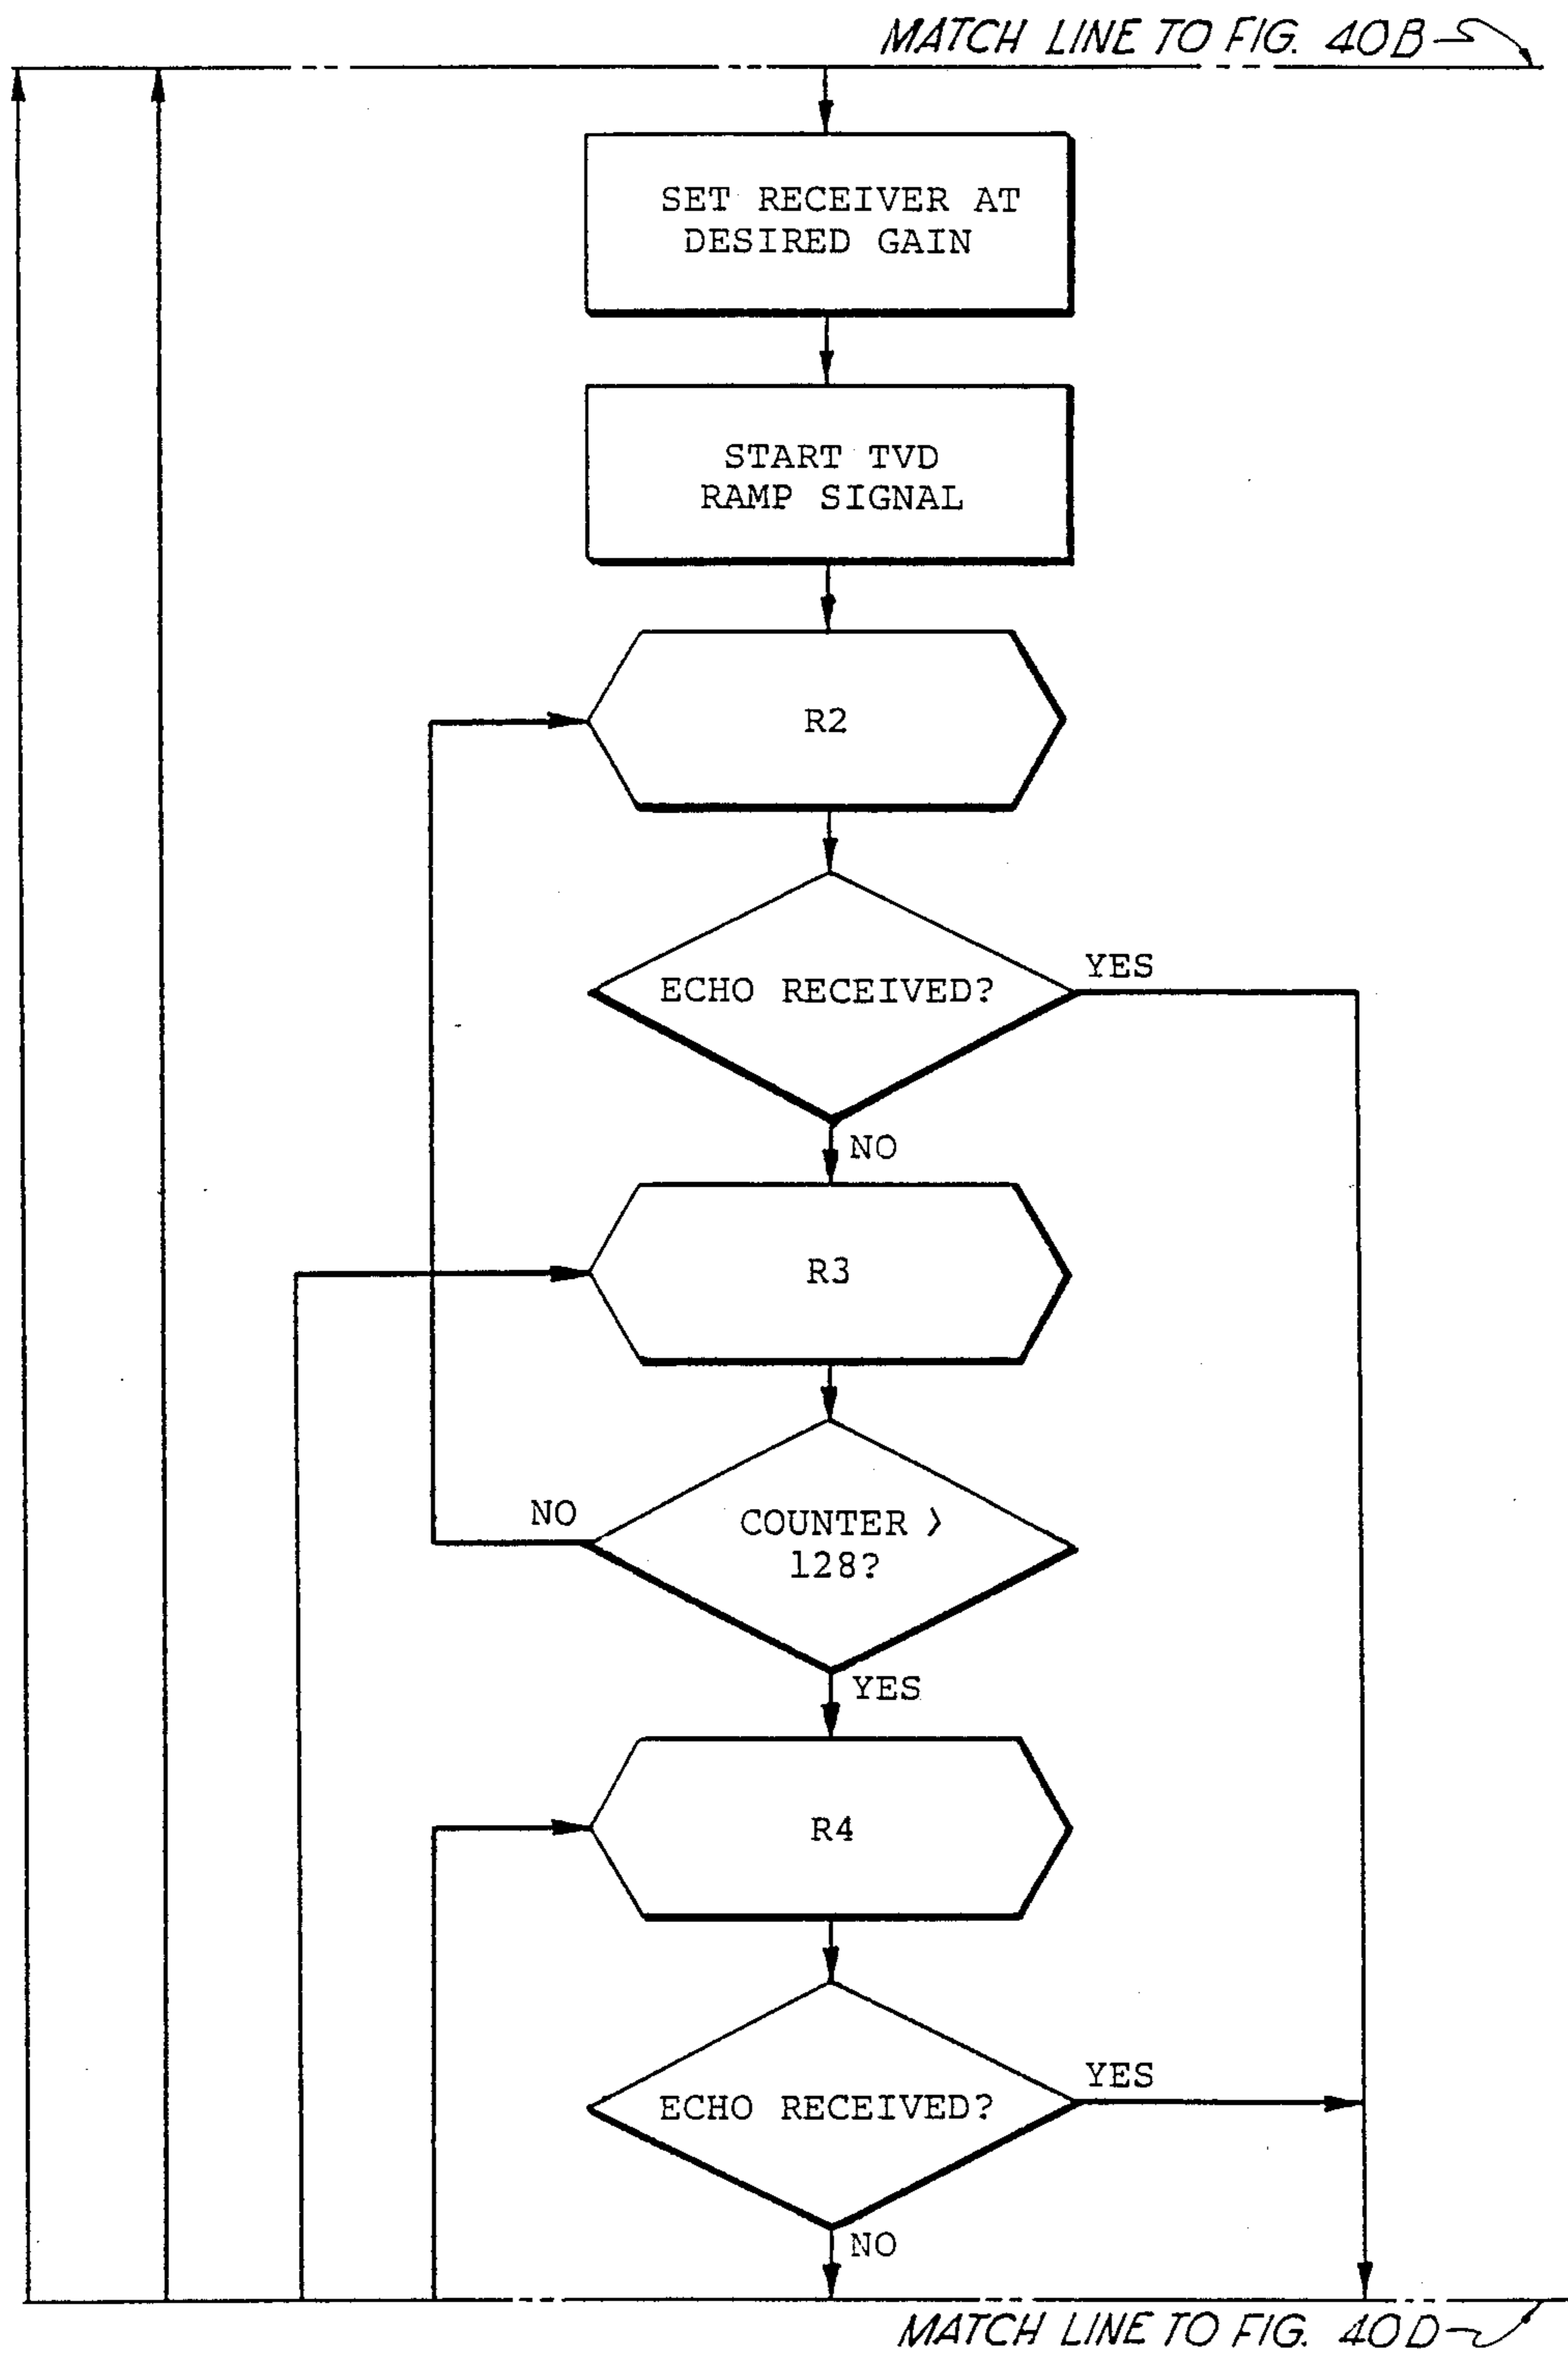 MATCH LINE TO FIG. 40B
SET RECEIVER AT
DESIRED GAIN
START TVD
RAMP SIGNAL
R2
ECHO RECEIVED?
YES
NO
R3
NO
COUNTER >
128?
YES
R4
ECHO RECEIVED?
YES
NO
MATCH LINE TO FIG. 40D